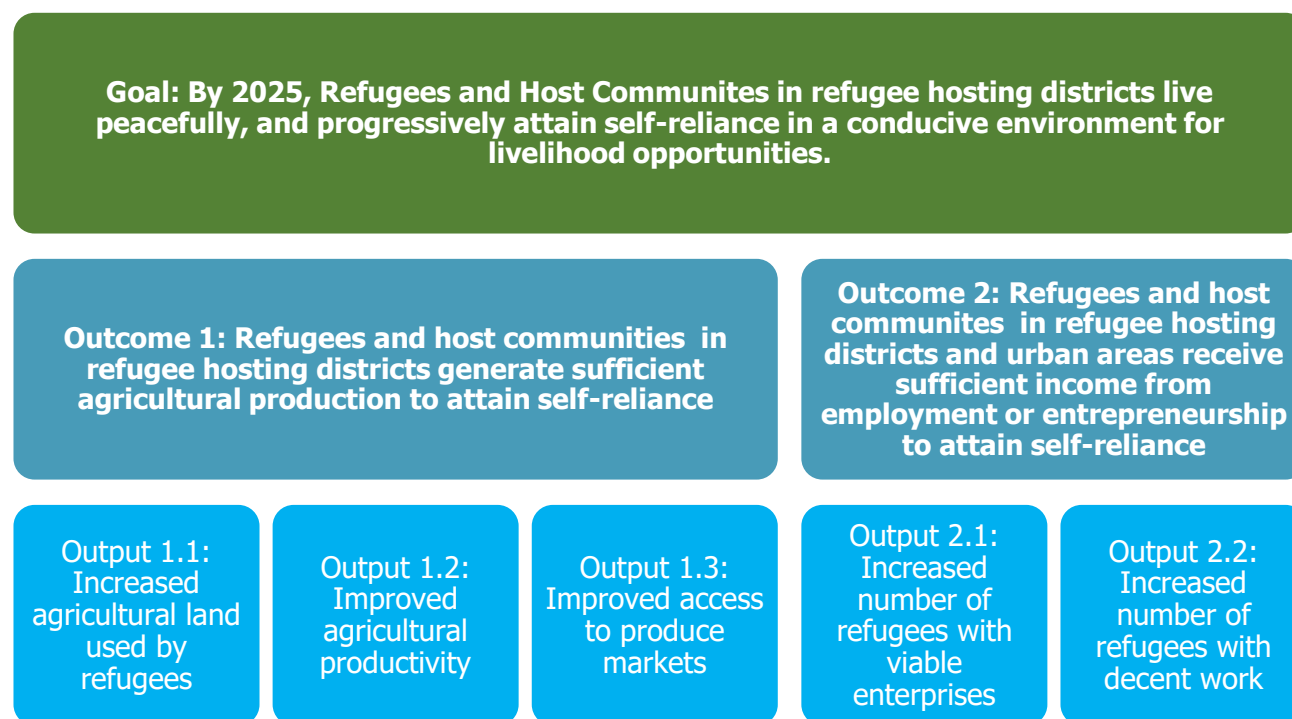 Goal: By 2025, Refugees and Host Communites in refugee hosting districts live
peacefully, and progressively attain self-reliance in a conducive environment for
livelihood opportunities.
Outcome 1: Refugees and host communities in
refugee hosting districts generate sufficient
agricultural production to attain self-reliance
Outcome 2: Refugees and host
communites in refugee hosting
districts and urban areas receive
sufficient income from
employment or entrepreneurship
to attain self-reliance
Output 1.1:
Increased
agricultural land
used by
refugees
Output 1.2:
Improved
agricultural
productivity
Output 1.3:
Improved access
to produce
markets
Output 2.1:
Increased
number of
refugees with
viable
enterprises
Output 2.2:
Increased
number of
refugees with
decent work